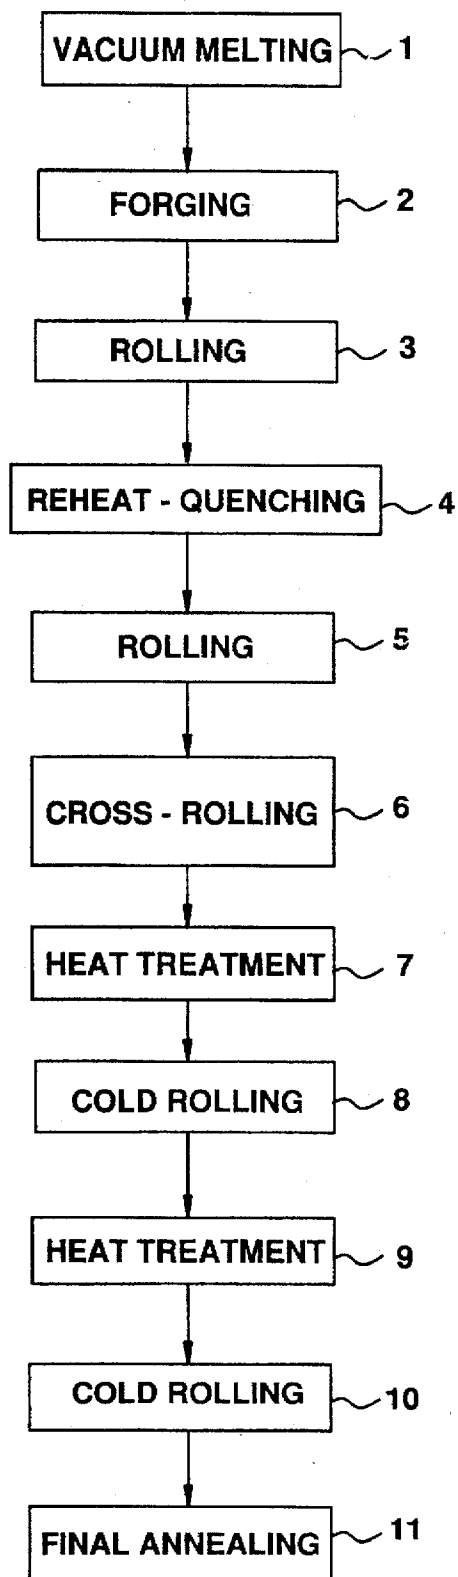 VACUUM MELTING 1
FORGING 2
ROLLING 3
REHEAT - QUENCHING 4
ROLLING 5
CROSS - ROLLING 6
HEAT TREATMENT 7
COLD ROLLING 8
HEAT TREATMENT 9
COLD ROLLING 10
FINAL ANNEALING 11